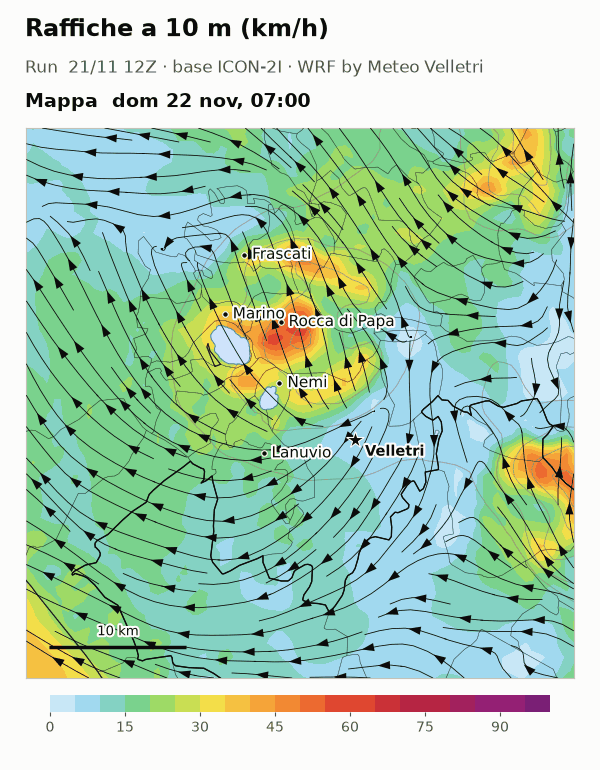 Raffiche a 10 m (km/h)
Run 21/11 12Z · base ICON-2I · WRF by Meteo Velletri
Mappa dom 22 nov, 07:00
Frascati
Marino
Rocca di Papa
Nemi
Lanuvio
Velletri
10 km
0 15 30 45 60 75 90